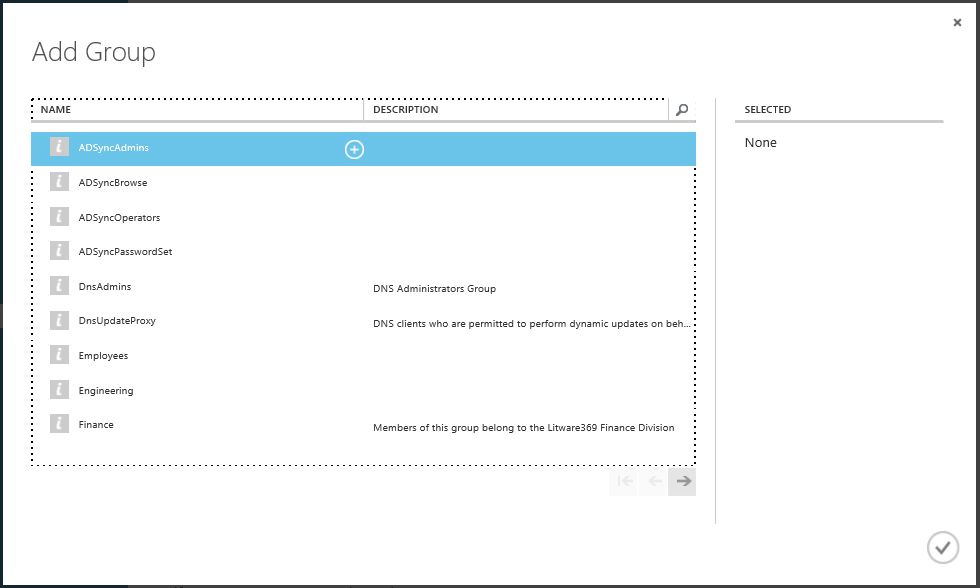 Add Group
NAME DESCRIPTION
SELECTED
None
ADSyncAdmins
ADSyncBrowse
ADSyncOperators
ADSyncPasswordSet
DnsAdmins DNS Administrators Group
DnsUpdateProxy DNS clients who are permitted to perform dynamic updates on beh...
Employees
Engineering
Finance Members of this group belong to the Litware369 Finance Division